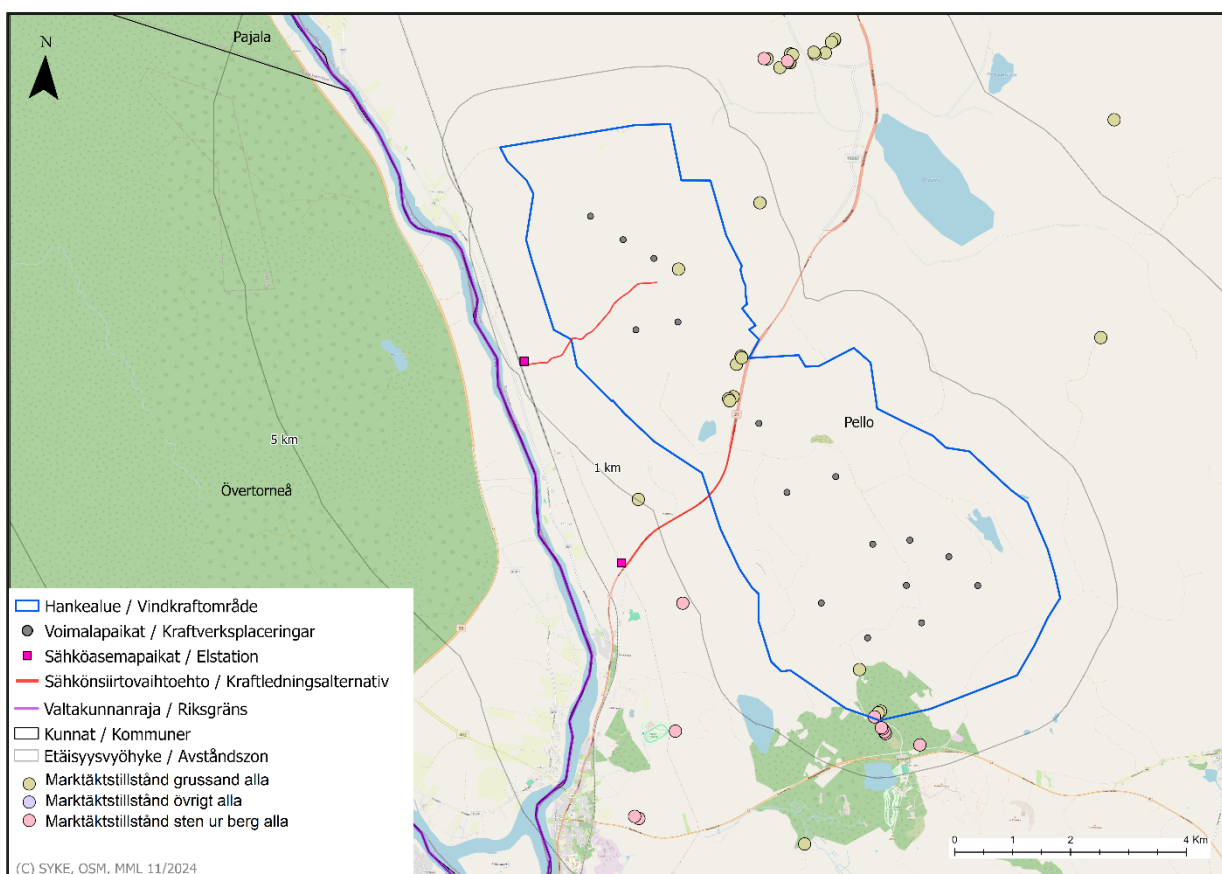 N
Pajala
Pello
5 km
1 km
Övertorneå
Hankealue / Vindkraftområde
Voimalapaikat / Kraftverksplaceringar
Sähköasemapaikat / Elstation
Sähkönsiirtovaihtoehto / Kraftledningsalternativ
Valtakunnanraja / Riksgräns
Kunnat / Kommuner
Etäisyysvyöhyke / Avståndszon
Marktäktstillstånd grussand alla
Marktäktstillstånd övrigt alla
Marktäktstillstånd sten ur berg alla
0 1 2 4 Km
(C) SYKE, OSM, MML 11/2024